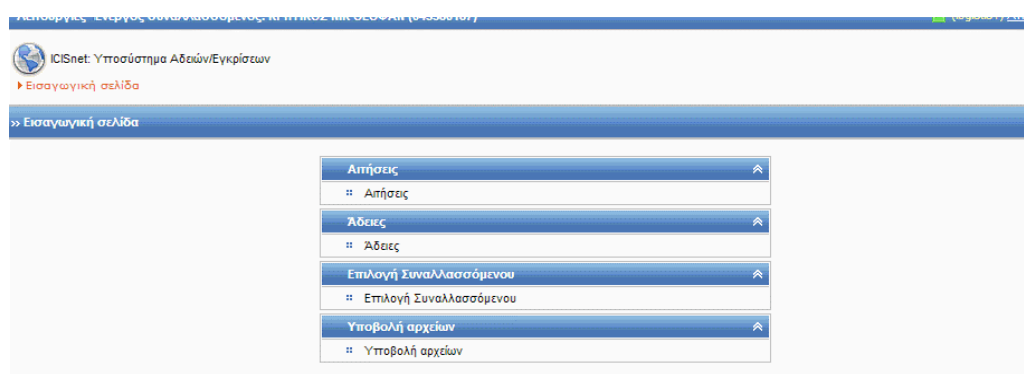 ICISnet: Υποσύστημα Αδειών/Εγκρίσεων
Εισαγωγική σελίδα
›› Εισαγωγική σελίδα
Αιτήσεις
Αιτήσεις
Άδειες
Άδειες
Επιλογή Συναλλασσόμενου
Επιλογή Συναλλασσόμενου
Υποβολή αρχείων
Υποβολή αρχείων